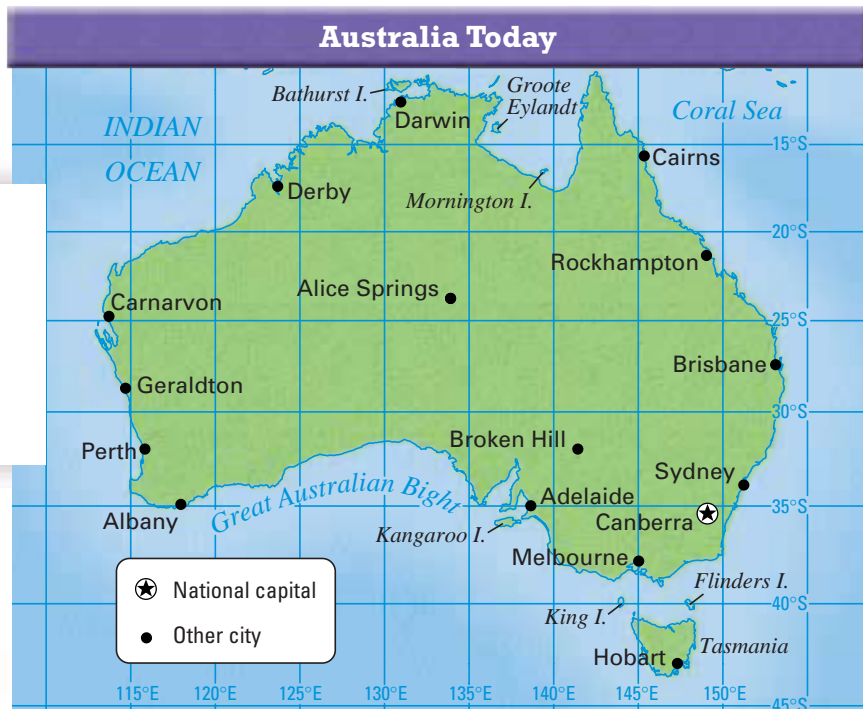 Australia Today
Bathurst I.
Groote
Eylandt
Coral Sea
INDIAN
OCEAN
Darwin
15°S
Cairns
Derby
Mornington I.
20°S
Rockhampton
Alice Springs
Carnarvon
25°S
Brisbane
Geraldton
30°S
Broken Hill
Perth
Sydney
Great Australian Bight
Adelaide
35°S
Albany
Canberra
Kangaroo I.
Melbourne
Flinders I.
National capital
King I.
40°S
Other city
Tasmania
Hobart
115°E 120°E 125°E 130°E 135°E 140°E 145°E 150°E
45°S